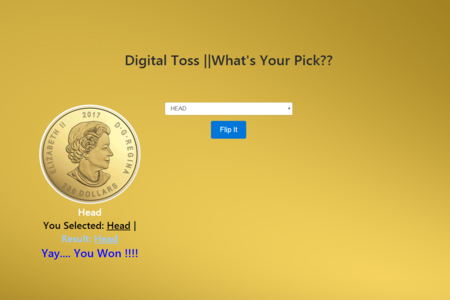 Digital Toss ||What's Your Pick??
HEAD
Flip It
2017
ELIZABETH II
D·G·REGINA
DOLLARS
Head
You Selected: Head |
Result: Head
Yay.... You Won !!!!